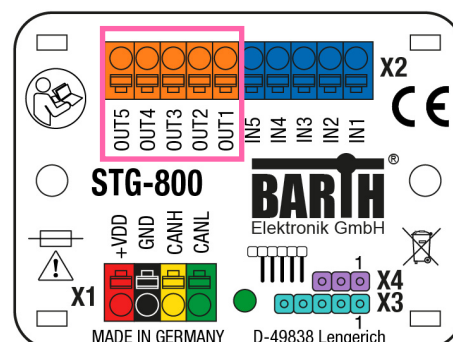 X2
OUT5 OUT4 OUT3 OUT2 OUT1 IN5 IN4 IN3 IN2 IN1
CE
STG-800
BARTH®
Elektronik GmbH
+VDD GND CANH CANL
1
X4
X1
X3
1
MADE IN GERMANY D-49838 Lengerich